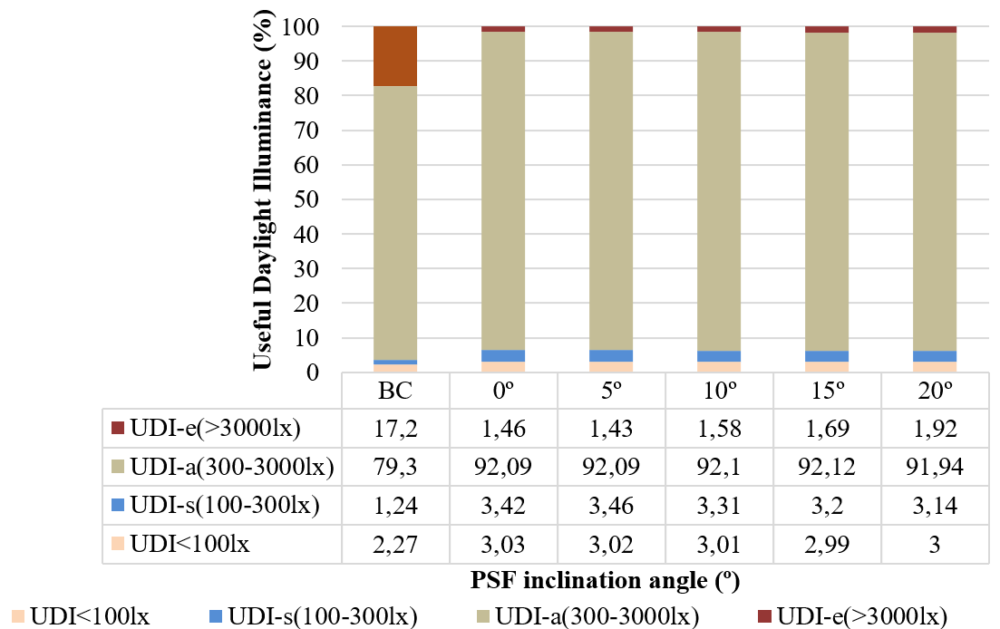 Useful Daylight Illuminance (%)
100
90
80
70
60
50
40
30
20
10
0
BC 0º 5º 10º 15º 20º
UDI-e(>3000lx) 17,2 1,46 1,43 1,58 1,69 1,92
UDI-a(300-3000lx) 79,3 92,09 92,09 92,1 92,12 91,94
UDI-s(100-300lx) 1,24 3,42 3,46 3,31 3,2 3,14
UDI<100lx 2,27 3,03 3,02 3,01 2,99 3
PSF inclination angle (º)
UDI<100lx UDI-s(100-300lx) UDI-a(300-3000lx) UDI-e(>3000lx)